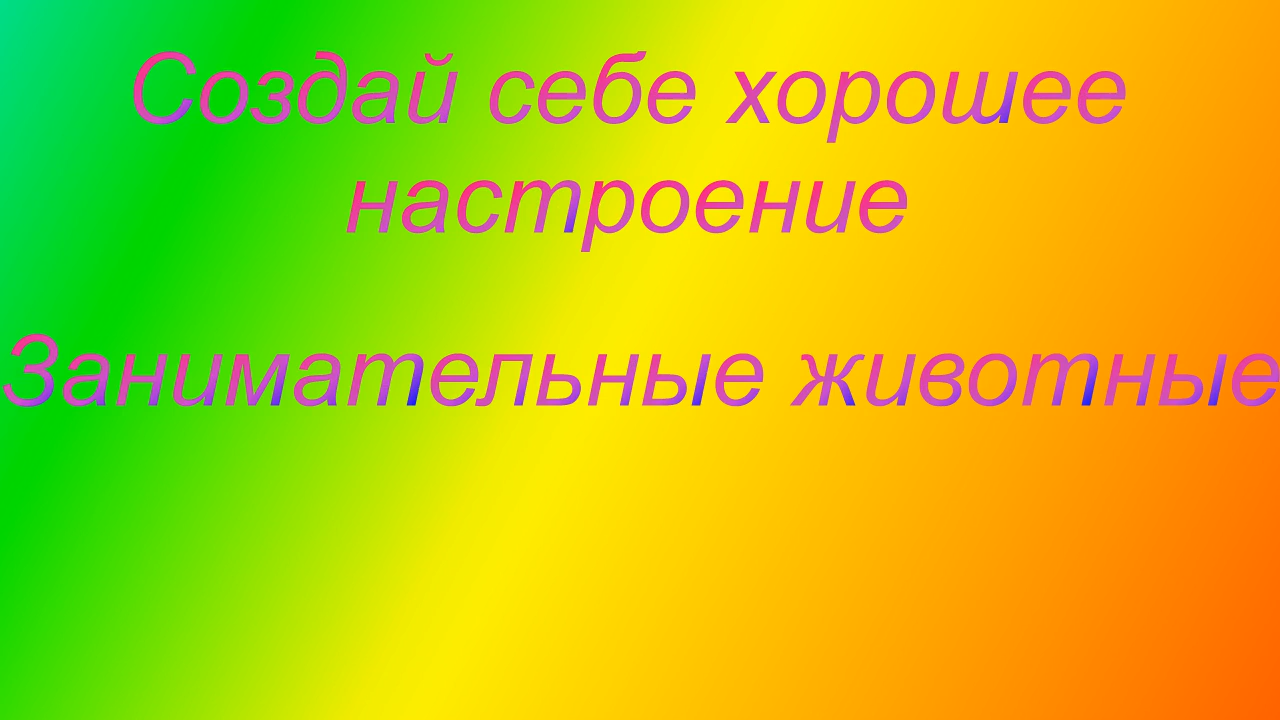 Создай себе хорошее
настроение
Занимательные животные